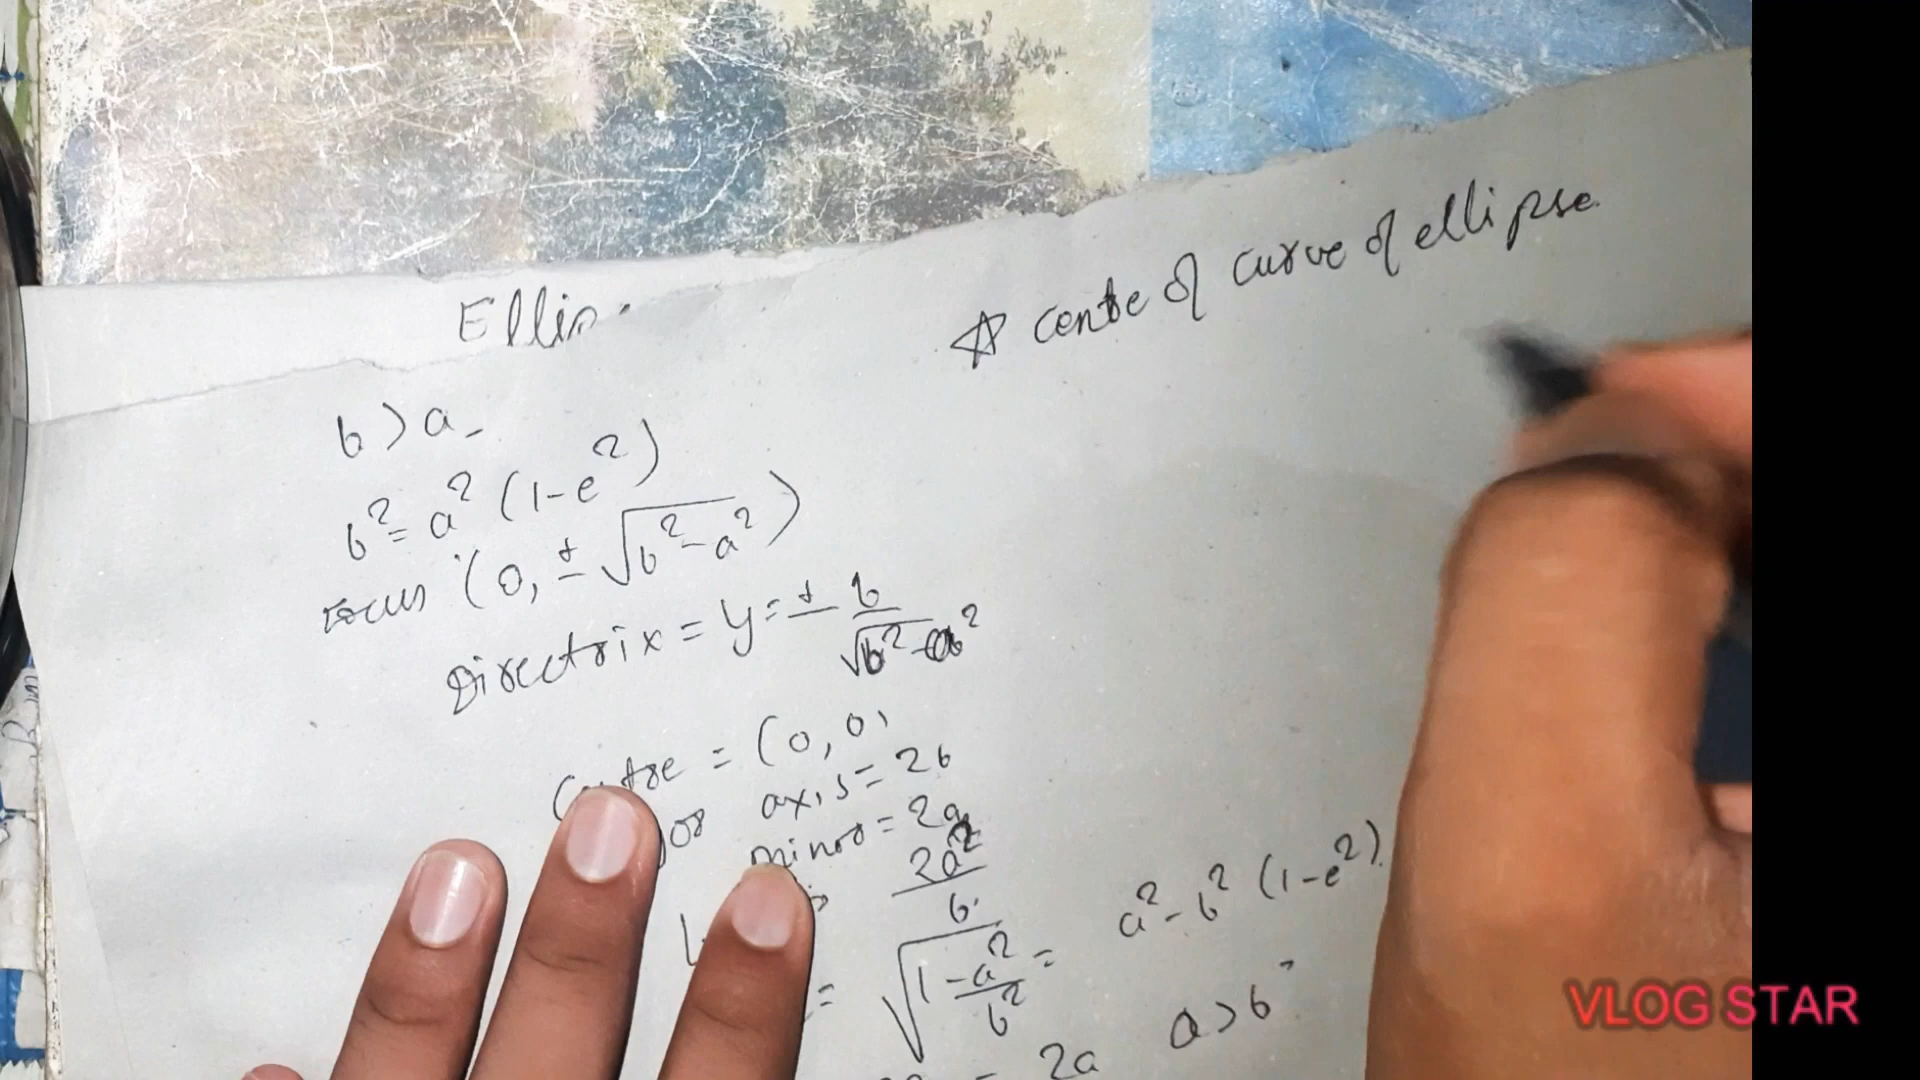 Ellip
☆ centre of curve of ellipse
b > a
b² = a² (1-e²)
Focus (0, ± √(b²-a²))
Directrix = y = ± b/√(b²-a²)
Centre = (0, 0)
axis = 2b
minor = 2a
2a²/b
= √(1-a²/b²) = a² - b² (1-e²)
= 2a a > b
VLOG STAR